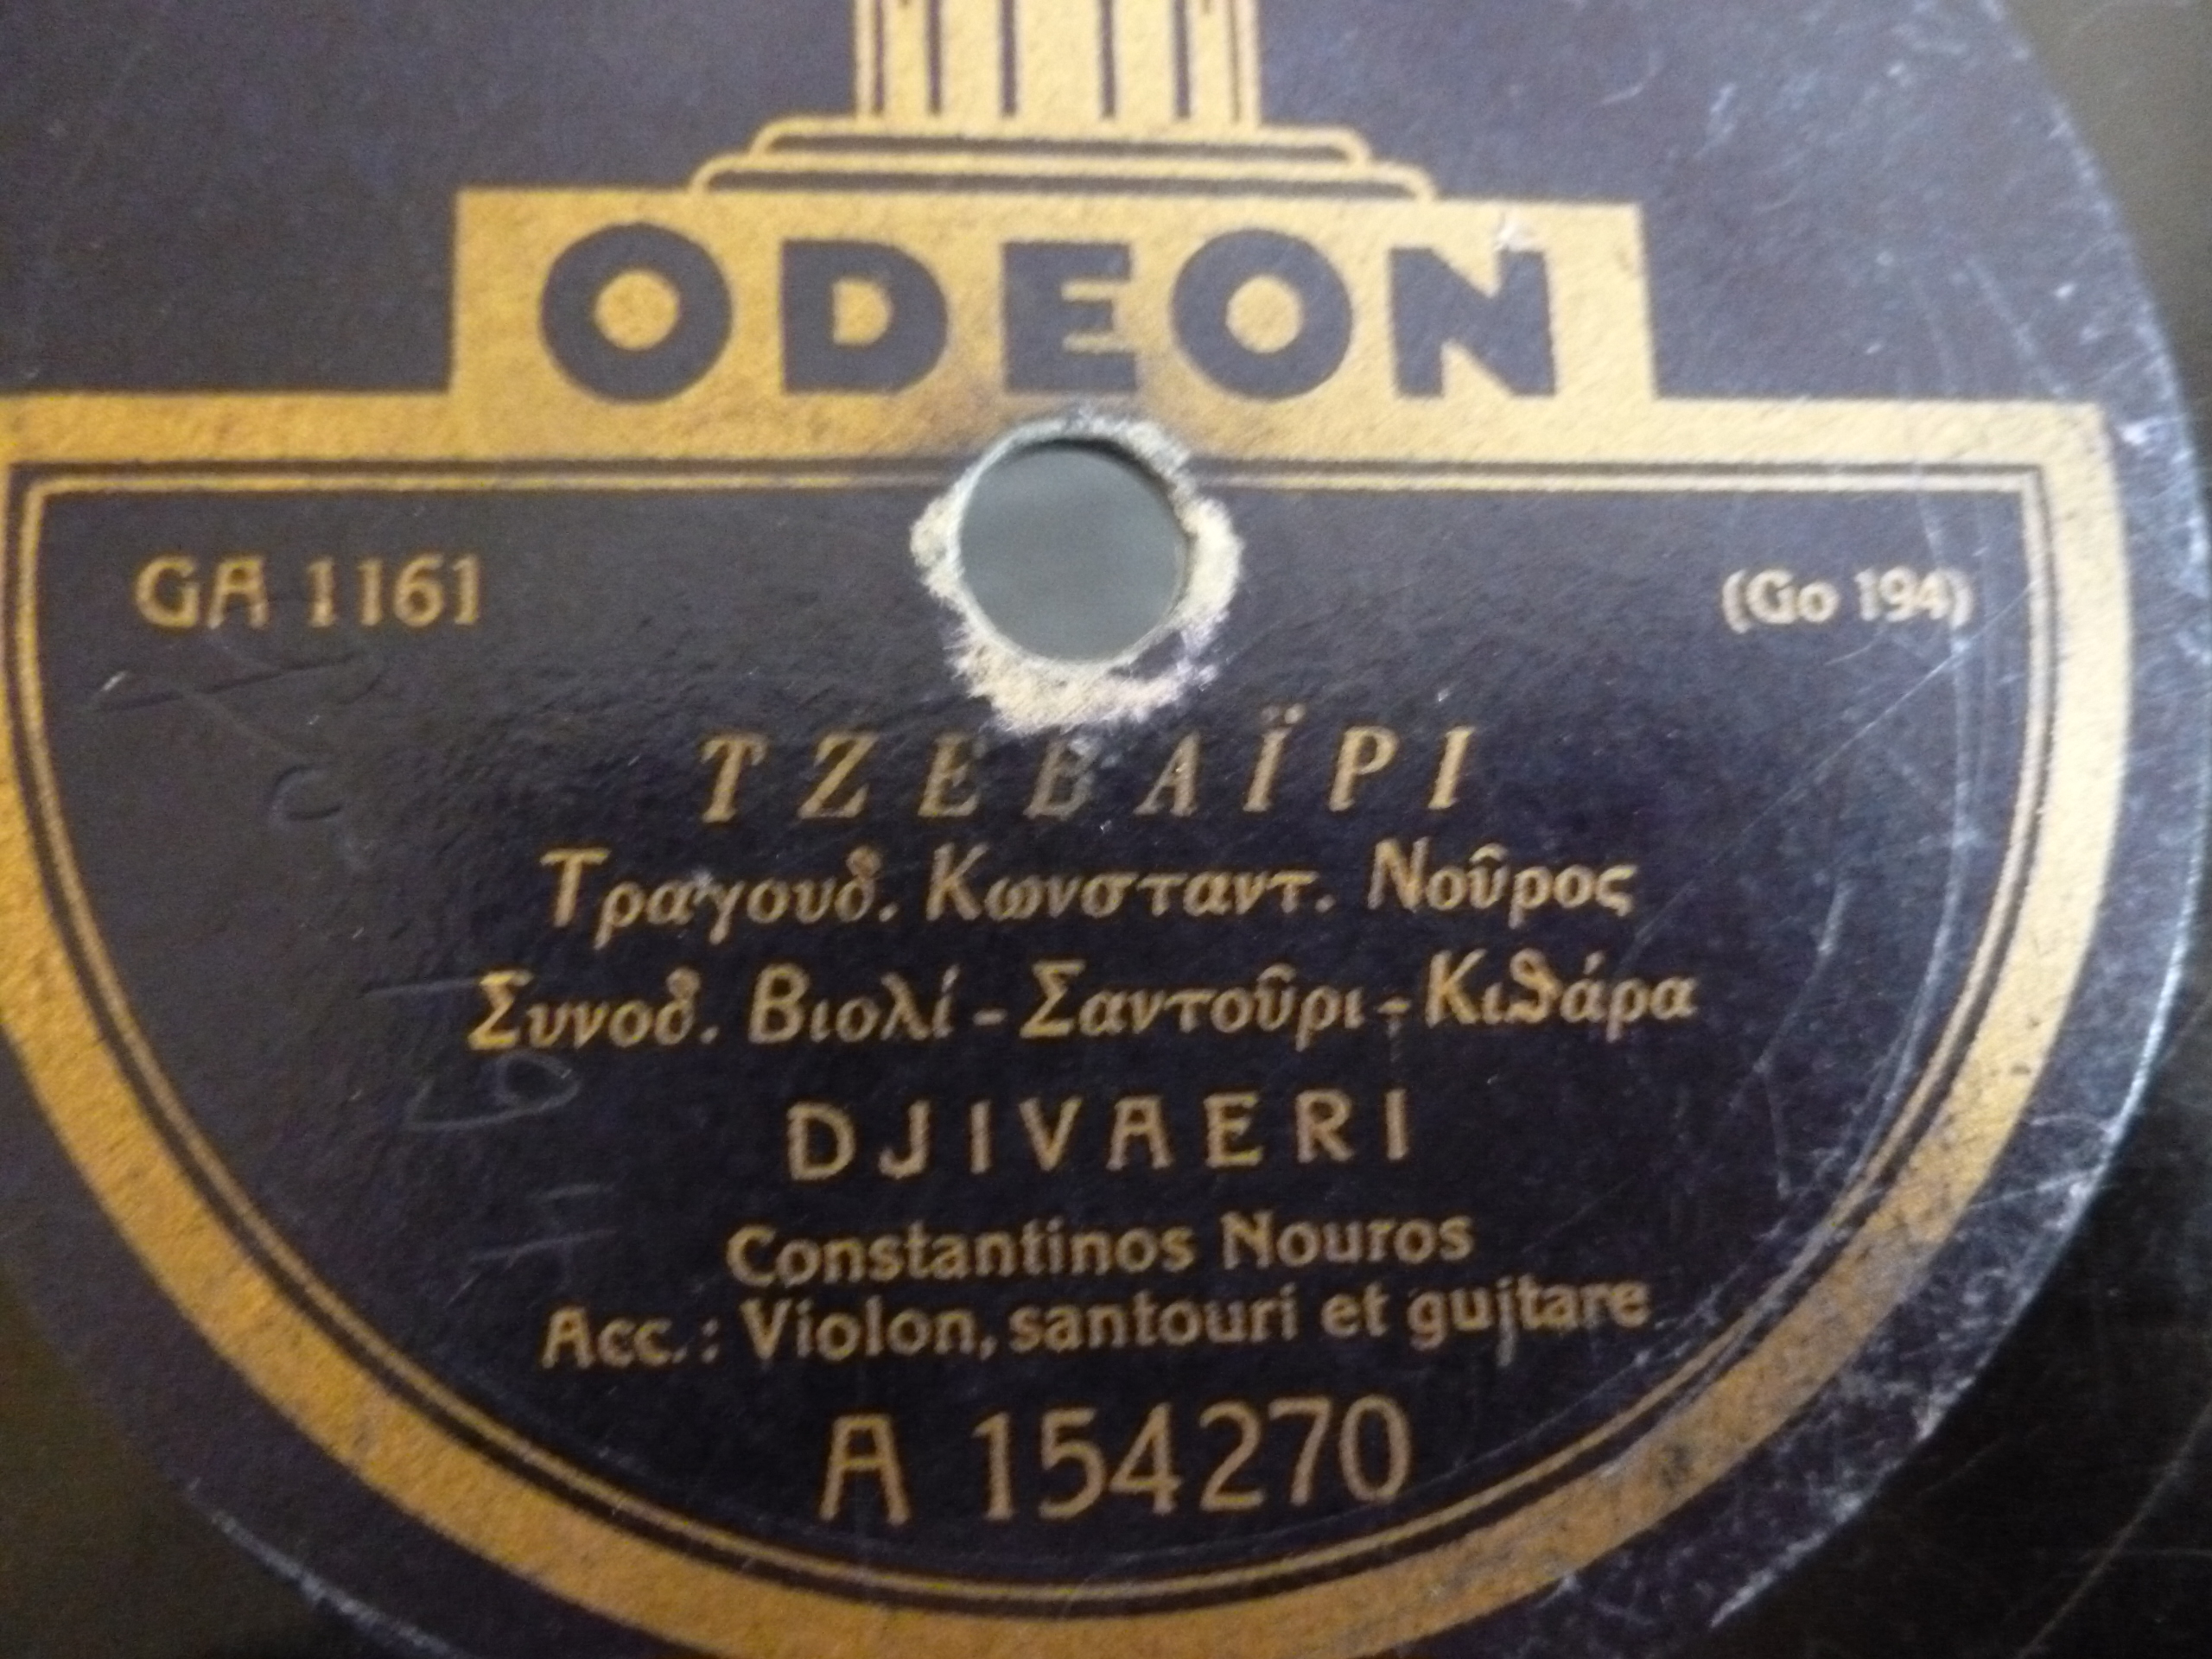 ODEON
GA 1161 (Go 194)
ΤΖΕΒΑΪΡΙ
Τραγουδ. Κωνσταντ. Νοῦρος
Συνοδ. Βιολί - Σαντοῦρι - Κιθάρα
DJIVAERI
Constantinos Nouros
Acc.: Violon, santouri et guitare
A 154270